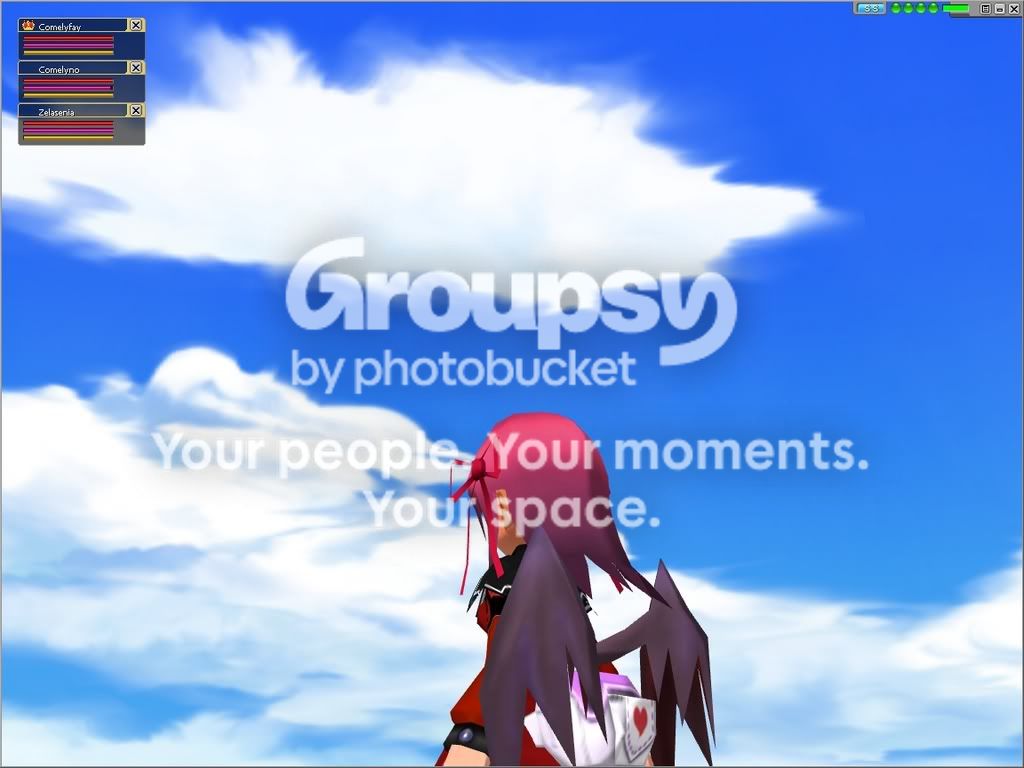 Comelyfay
Comelyno
Zelasenia
Groupsy
by photobucket
Your people. Your moments.
Your space.